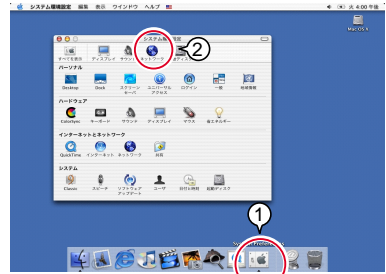 システム環境設定 編集 表示 ウインドウ ヘルプ
火 4:00 午後
Mac OS X
システム環境設定
すべてを表示 ディスプレイ サウンド ネットワーク
②
パーソナル
Desktop Dock スクリーンセーバ ユニバーサルアクセス ログイン 一般 地域情報
ハードウェア
ColorSync キーボード サウンド ディスプレイ マウス 省エネルギー
インターネットとネットワーク
QuickTime インターネット ネットワーク 共有
システム
Classic スピーチ ソフトウェアアップデート ユーザ 日付と時刻 起動ディスク
①